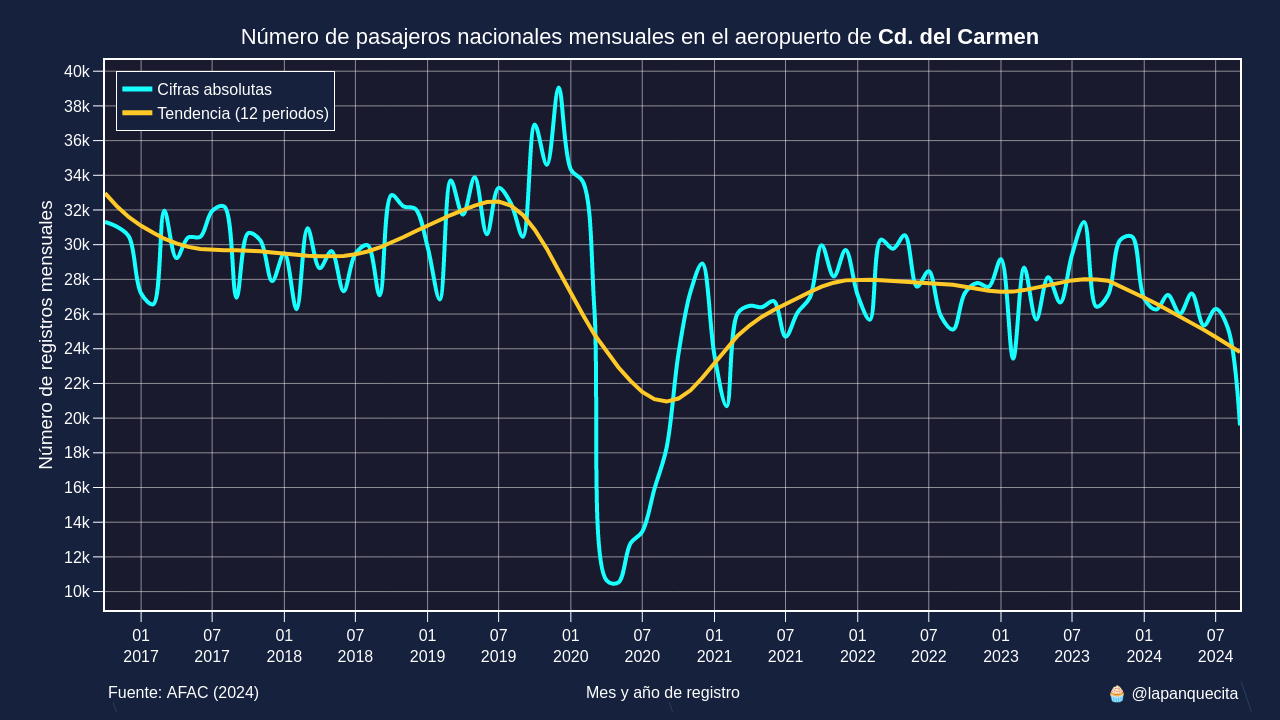 Número de pasajeros nacionales mensuales en el aeropuerto de Cd. del Carmen
Cifras absolutas
Tendencia (12 periodos)
Número de registros mensuales
40k
38k
36k
34k
32k
30k
28k
26k
24k
22k
20k
18k
16k
14k
12k
10k
01 07 01 07 01 07 01 07 01 07 01 07 01 07 01 07
2017 2017 2018 2018 2019 2019 2020 2020 2021 2021 2022 2022 2023 2023 2024 2024
Fuente: AFAC (2024)
Mes y año de registro
🧁 @lapanquecita